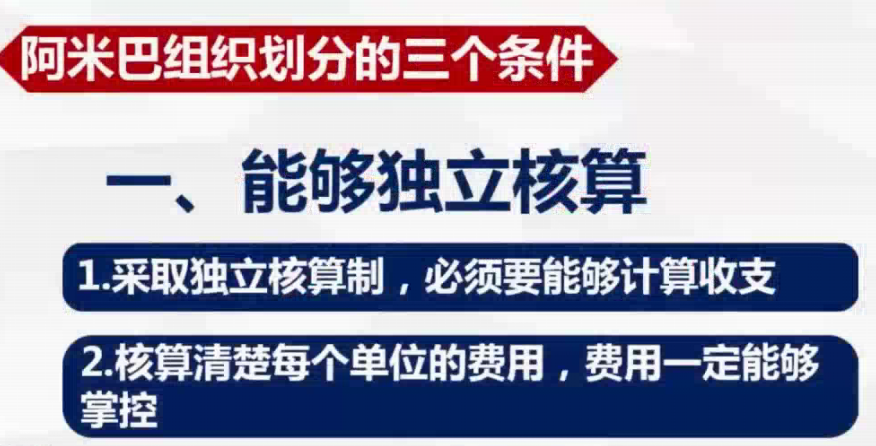 阿米巴组织划分的三个条件
一、能够独立核算
1.采取独立核算制，必须要能够计算收支
2.核算清楚每个单位的费用，费用一定能够
掌控